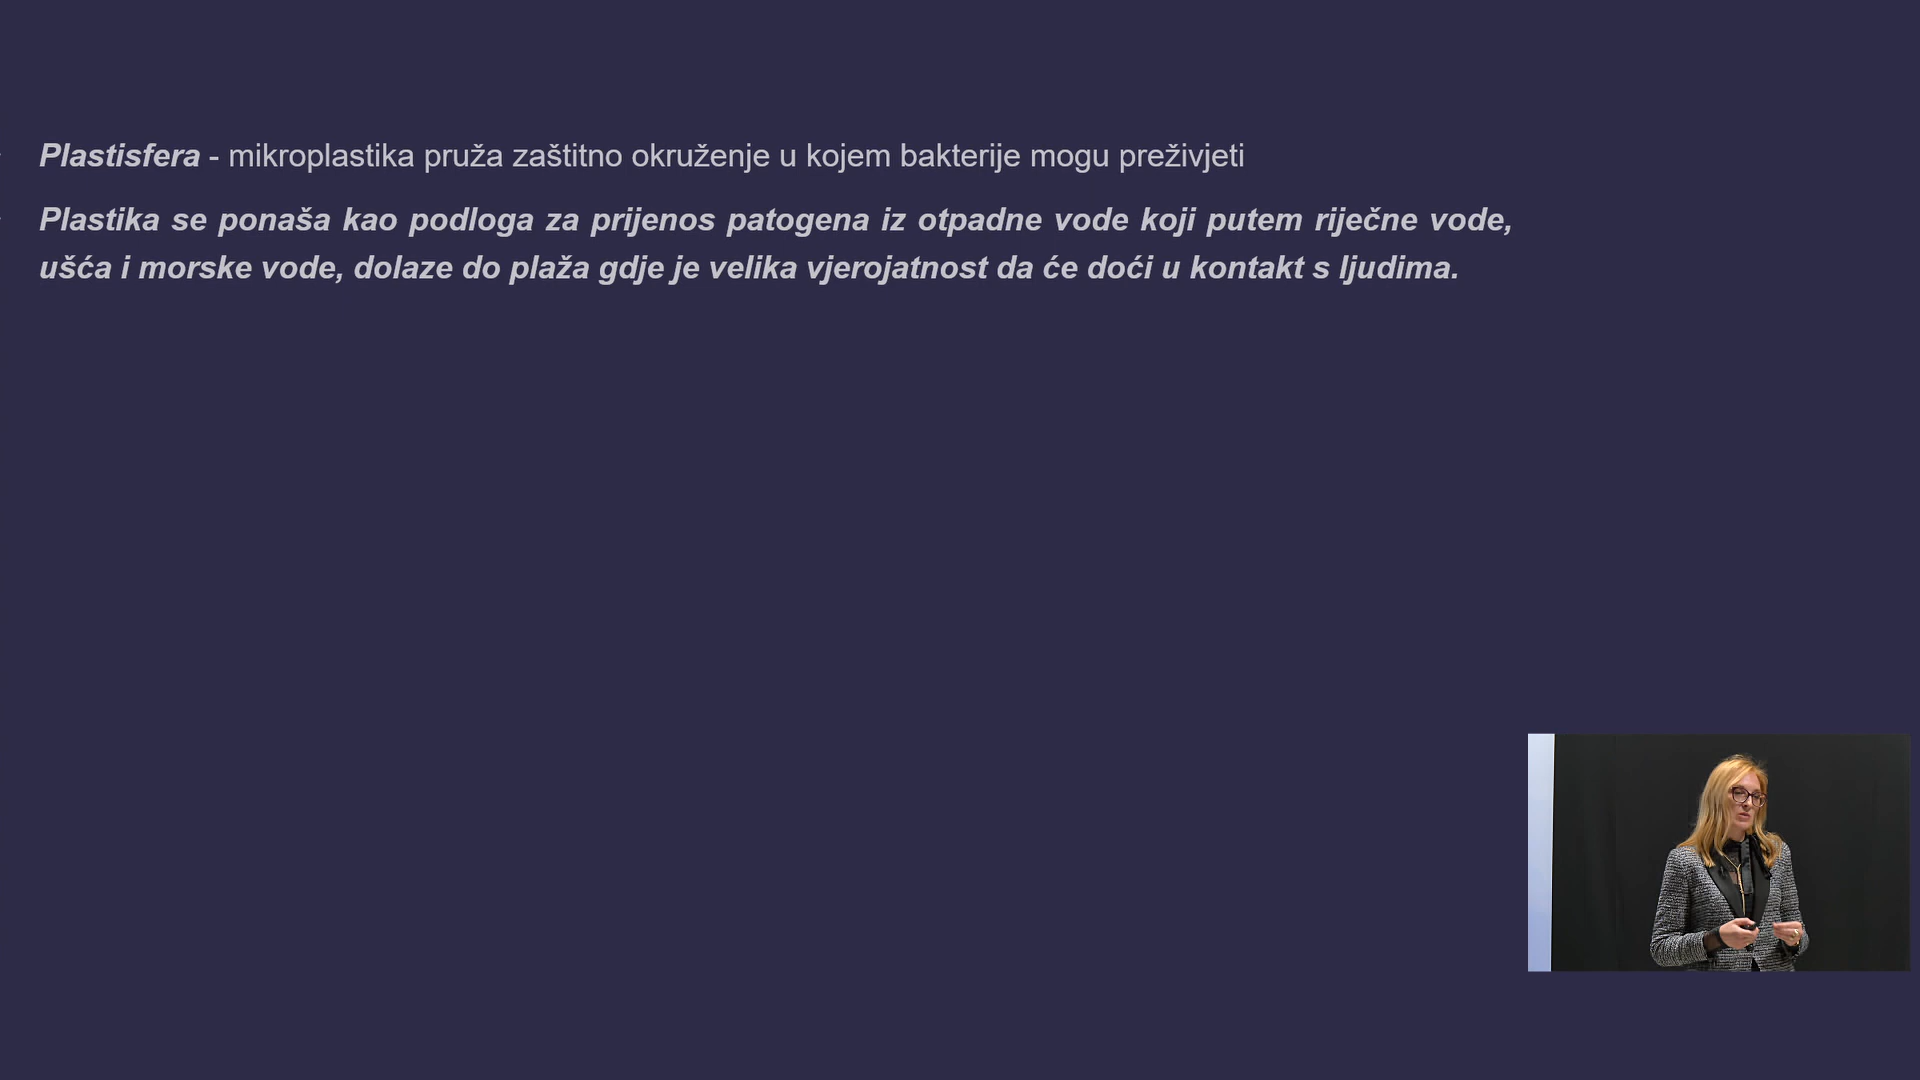 Plastisfera - mikroplastika pruža zaštitno okruženje u kojem bakterije mogu preživjeti
Plastika se ponaša kao podloga za prijenos patogena iz otpadne vode koji putem riječne vode,
ušća i morske vode, dolaze do plaža gdje je velika vjerojatnost da će doći u kontakt s ljudima.